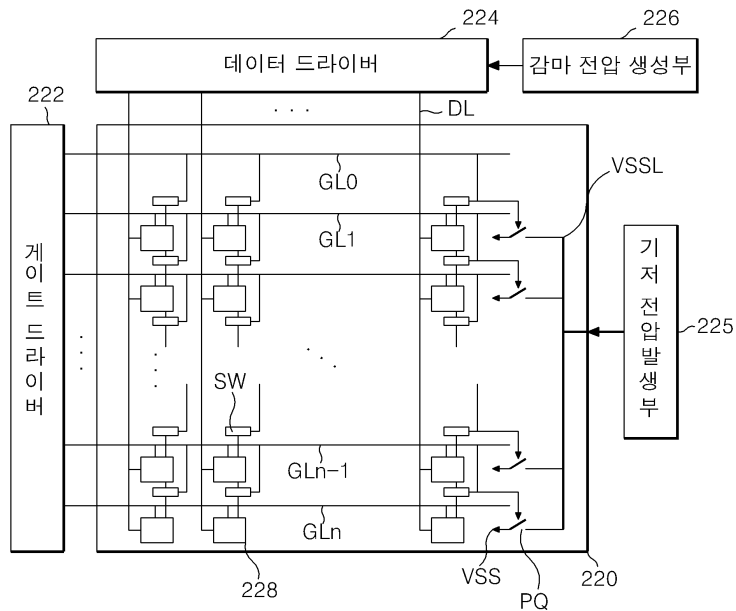 224
226
데이터 드라이버
감마 전압 생성부
222
DL
GL0
VSSL
GL1
게이트 드라이버
기저 전압발생부
225
SW
GLn-1
GLn
228
VSS
PQ
220